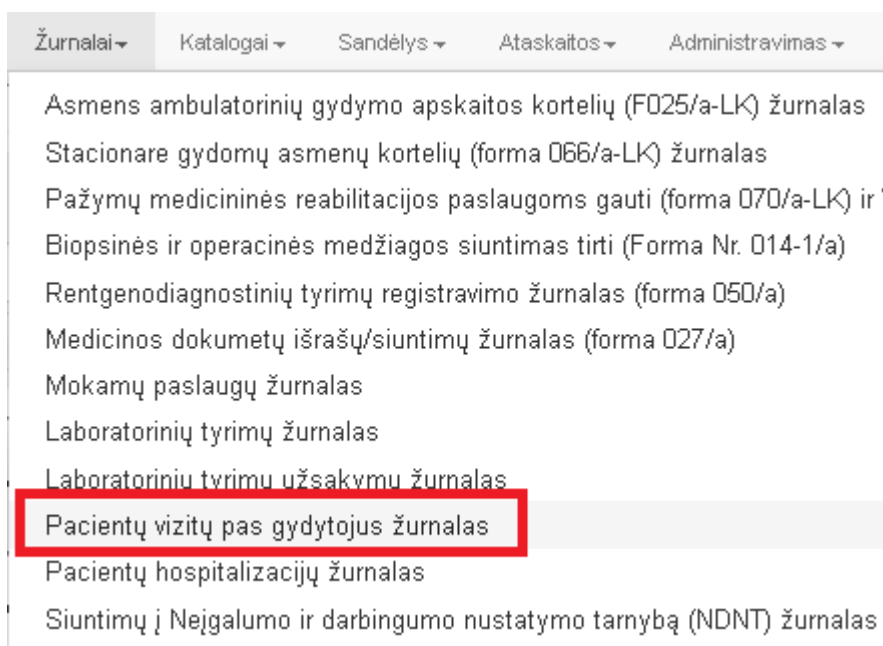 Žurnalai Katalogai Sandėlys Ataskaitos Administravimas
Asmens ambulatorinių gydymo apskaitos kortelių (F025/a-LK) žurnalas
Stacionare gydomų asmenų kortelių (forma 066/a-LK) žurnalas
Pažymų medicininės reabilitacijos paslaugoms gauti (forma 070/a-LK) ir
Biopsinės ir operacinės medžiagos siuntimas tirti (Forma Nr. 014-1/a)
Rentgenodiagnostinių tyrimų registravimo žurnalas (forma 050/a)
Medicinos dokumetų išrašų/siuntimų žurnalas (forma 027/a)
Mokamų paslaugų žurnalas
Laboratorinių tyrimų žurnalas
Laboratorinių tyrimų užsakymų žurnalas
Pacientų vizitų pas gydytojus žurnalas
Pacientų hospitalizacijų žurnalas
Siuntimų į Neįgalumo ir darbingumo nustatymo tarnybą (NDNT) žurnalas